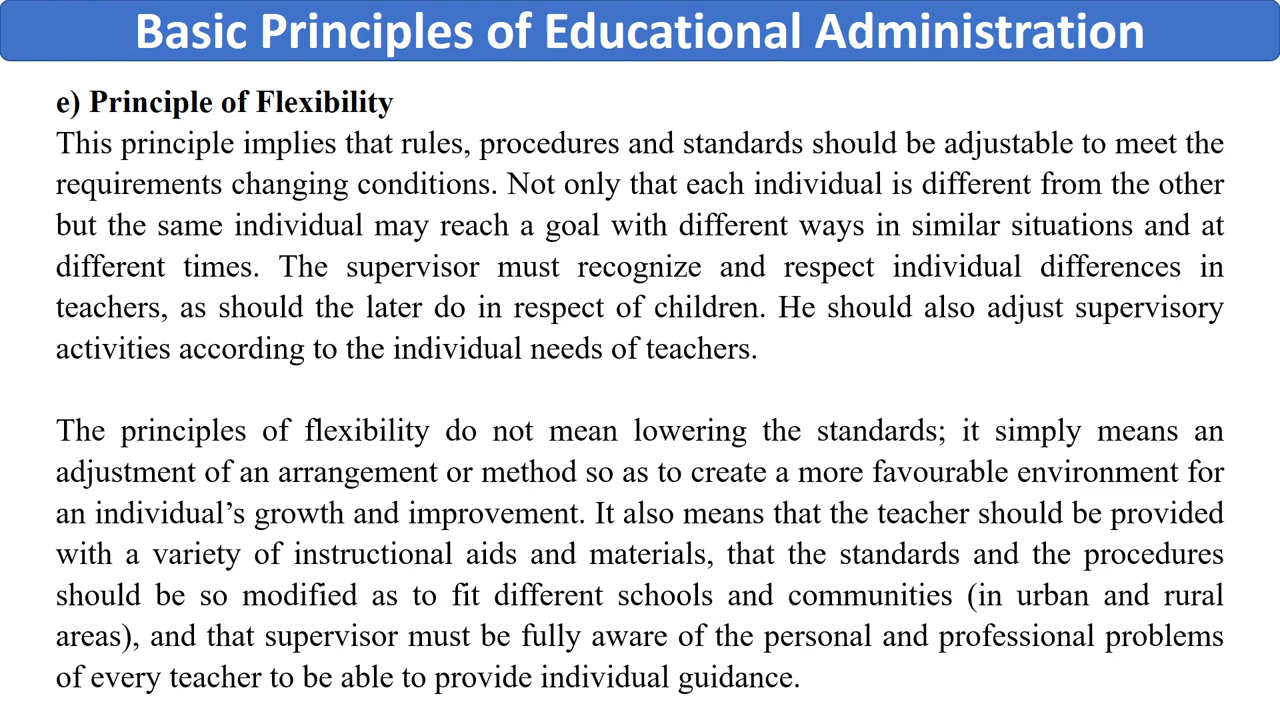 Basic Principles of Educational Administration
e) Principle of Flexibility
This principle implies that rules, procedures and standards should be adjustable to meet the
requirements changing conditions. Not only that each individual is different from the other
but the same individual may reach a goal with different ways in similar situations and at
different times. The supervisor must recognize and respect individual differences in
teachers, as should the later do in respect of children. He should also adjust supervisory
activities according to the individual needs of teachers.
The principles of flexibility do not mean lowering the standards; it simply means an
adjustment of an arrangement or method so as to create a more favourable environment for
an individual’s growth and improvement. It also means that the teacher should be provided
with a variety of instructional aids and materials, that the standards and the procedures
should be so modified as to fit different schools and communities (in urban and rural
areas), and that supervisor must be fully aware of the personal and professional problems
of every teacher to be able to provide individual guidance.